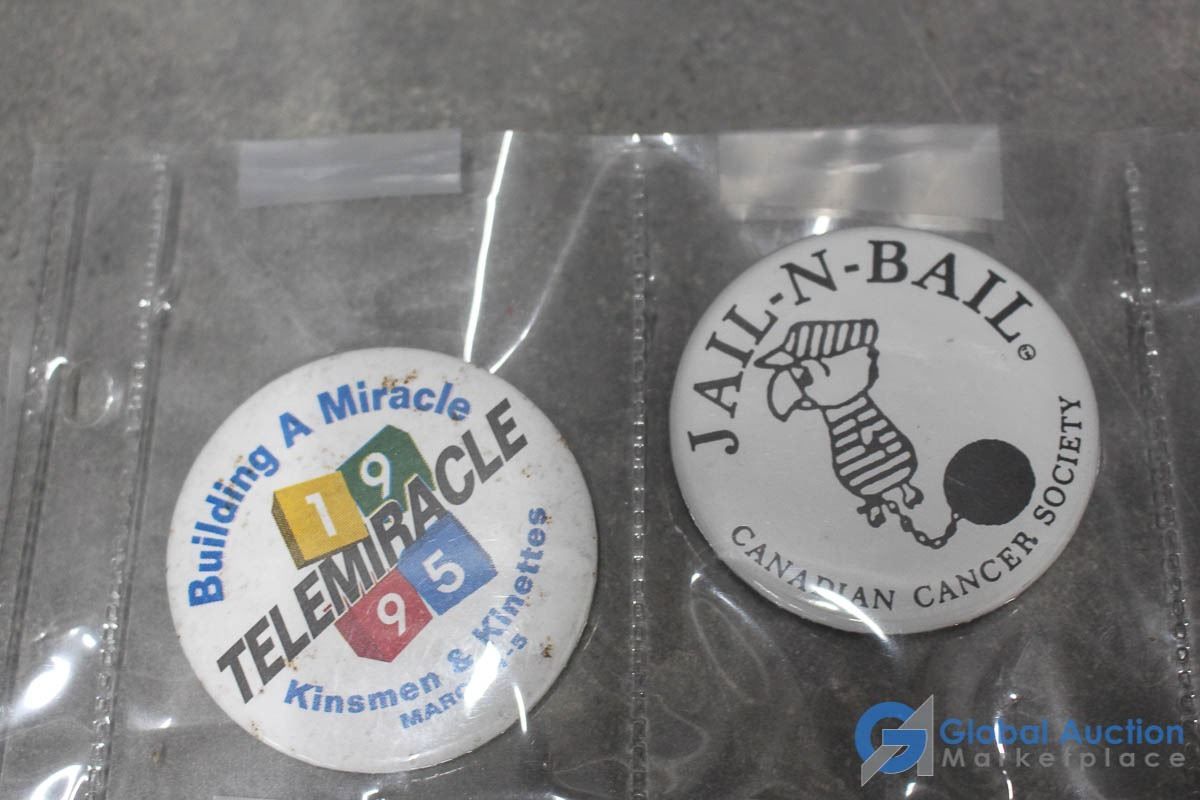 Building A Miracle
1995
TELEMIRACLE
Kinsmen & Kinettes
JAIL-N-BAIL
CANADIAN CANCER SOCIETY
Global Auction
Marketplace